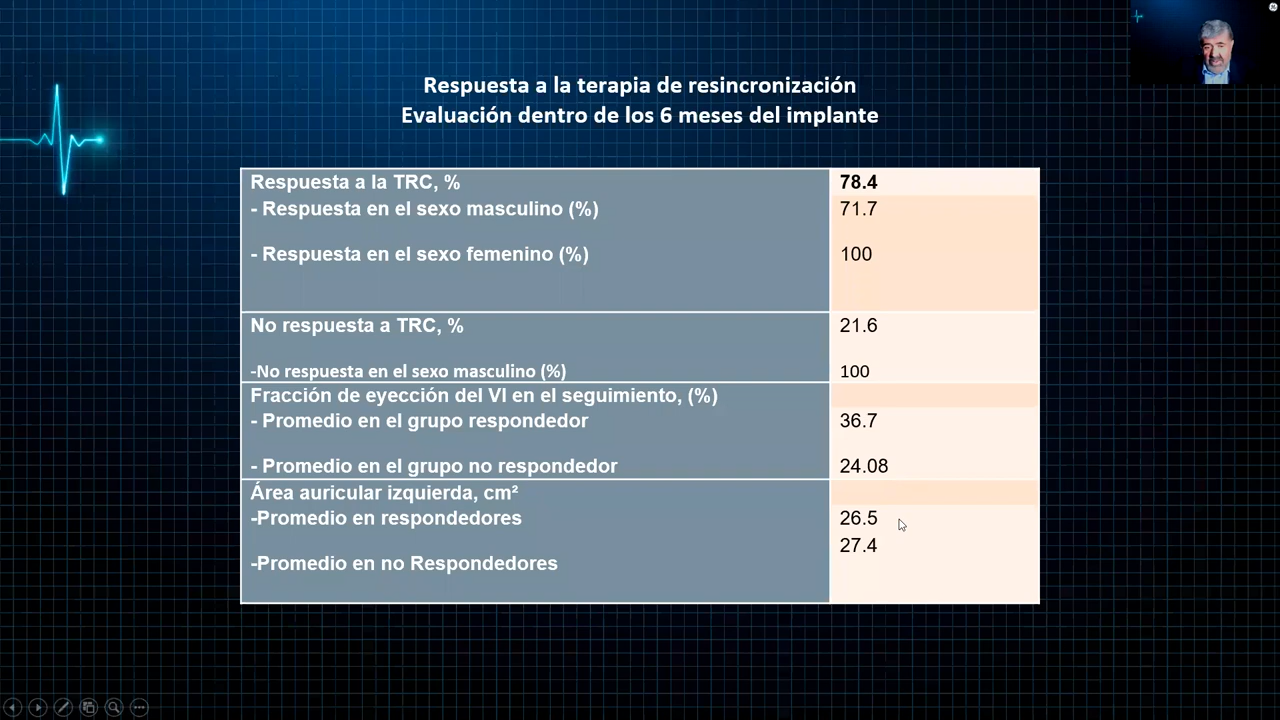 Respuesta a la terapia de resincronización
Evaluación dentro de los 6 meses del implante
Respuesta a la TRC, % 78.4
- Respuesta en el sexo masculino (%) 71.7
- Respuesta en el sexo femenino (%) 100
No respuesta a TRC, % 21.6
-No respuesta en el sexo masculino (%) 100
Fracción de eyección del VI en el seguimiento, (%)
- Promedio en el grupo respondedor 36.7
- Promedio en el grupo no respondedor 24.08
Área auricular izquierda, cm²
-Promedio en respondedores 26.5
27.4
-Promedio en no Respondedores